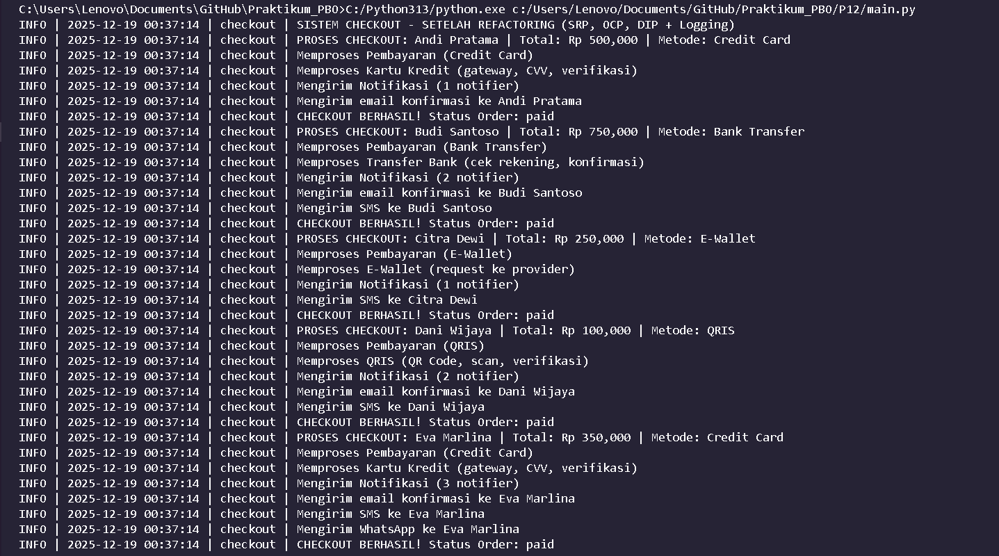 C:\Users\Lenovo\Documents\GitHub\Praktikum_PBO>C:/Python313/python.exe c:/Users/Lenovo/Documents/GitHub/Praktikum_PBO/P12/main.py
INFO | 2025-12-19 00:37:14 | checkout | SISTEM CHECKOUT - SETELAH REFACTORING (SRP, OCP, DIP + Logging)
INFO | 2025-12-19 00:37:14 | checkout | PROSES CHECKOUT: Andi Pratama | Total: Rp 500,000 | Metode: Credit Card
INFO | 2025-12-19 00:37:14 | checkout | Memproses Pembayaran (Credit Card)
INFO | 2025-12-19 00:37:14 | checkout | Memproses Kartu Kredit (gateway, CVV, verifikasi)
INFO | 2025-12-19 00:37:14 | checkout | Mengirim Notifikasi (1 notifier)
INFO | 2025-12-19 00:37:14 | checkout | Mengirim email konfirmasi ke Andi Pratama
INFO | 2025-12-19 00:37:14 | checkout | CHECKOUT BERHASIL! Status Order: paid
INFO | 2025-12-19 00:37:14 | checkout | PROSES CHECKOUT: Budi Santoso | Total: Rp 750,000 | Metode: Bank Transfer
INFO | 2025-12-19 00:37:14 | checkout | Memproses Pembayaran (Bank Transfer)
INFO | 2025-12-19 00:37:14 | checkout | Memproses Transfer Bank (cek rekening, konfirmasi)
INFO | 2025-12-19 00:37:14 | checkout | Mengirim Notifikasi (2 notifier)
INFO | 2025-12-19 00:37:14 | checkout | Mengirim email konfirmasi ke Budi Santoso
INFO | 2025-12-19 00:37:14 | checkout | Mengirim SMS ke Budi Santoso
INFO | 2025-12-19 00:37:14 | checkout | CHECKOUT BERHASIL! Status Order: paid
INFO | 2025-12-19 00:37:14 | checkout | PROSES CHECKOUT: Citra Dewi | Total: Rp 250,000 | Metode: E-Wallet
INFO | 2025-12-19 00:37:14 | checkout | Memproses Pembayaran (E-Wallet)
INFO | 2025-12-19 00:37:14 | checkout | Memproses E-Wallet (request ke provider)
INFO | 2025-12-19 00:37:14 | checkout | Mengirim Notifikasi (1 notifier)
INFO | 2025-12-19 00:37:14 | checkout | Mengirim SMS ke Citra Dewi
INFO | 2025-12-19 00:37:14 | checkout | CHECKOUT BERHASIL! Status Order: paid
INFO | 2025-12-19 00:37:14 | checkout | PROSES CHECKOUT: Dani Wijaya | Total: Rp 100,000 | Metode: QRIS
INFO | 2025-12-19 00:37:14 | checkout | Memproses Pembayaran (QRIS)
INFO | 2025-12-19 00:37:14 | checkout | Memproses QRIS (QR Code, scan, verifikasi)
INFO | 2025-12-19 00:37:14 | checkout | Mengirim Notifikasi (2 notifier)
INFO | 2025-12-19 00:37:14 | checkout | Mengirim email konfirmasi ke Dani Wijaya
INFO | 2025-12-19 00:37:14 | checkout | Mengirim SMS ke Dani Wijaya
INFO | 2025-12-19 00:37:14 | checkout | CHECKOUT BERHASIL! Status Order: paid
INFO | 2025-12-19 00:37:14 | checkout | PROSES CHECKOUT: Eva Marlina | Total: Rp 350,000 | Metode: Credit Card
INFO | 2025-12-19 00:37:14 | checkout | Memproses Pembayaran (Credit Card)
INFO | 2025-12-19 00:37:14 | checkout | Memproses Kartu Kredit (gateway, CVV, verifikasi)
INFO | 2025-12-19 00:37:14 | checkout | Mengirim Notifikasi (3 notifier)
INFO | 2025-12-19 00:37:14 | checkout | Mengirim email konfirmasi ke Eva Marlina
INFO | 2025-12-19 00:37:14 | checkout | Mengirim SMS ke Eva Marlina
INFO | 2025-12-19 00:37:14 | checkout | Mengirim WhatsApp ke Eva Marlina
INFO | 2025-12-19 00:37:14 | checkout | CHECKOUT BERHASIL! Status Order: paid